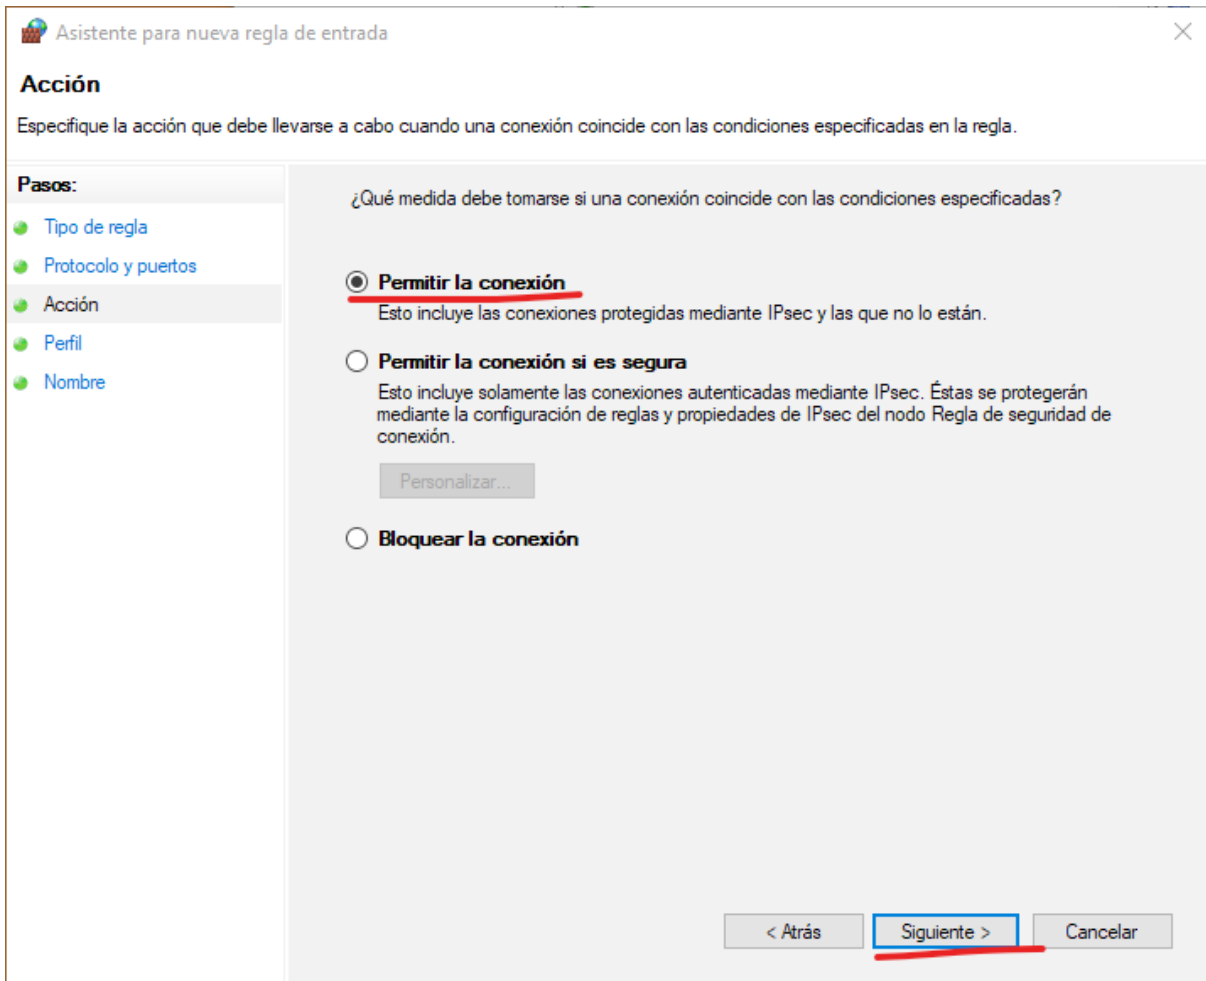 Asistente para nueva regla de entrada
Acción
Especifique la acción que debe llevarse a cabo cuando una conexión coincide con las condiciones especificadas en la regla.
Pasos:
Tipo de regla
Protocolo y puertos
Acción
Perfil
Nombre
¿Qué medida debe tomarse si una conexión coincide con las condiciones especificadas?
Permitir la conexión
Esto incluye las conexiones protegidas mediante IPsec y las que no lo están.
Permitir la conexión si es segura
Esto incluye solamente las conexiones autenticadas mediante IPsec. Éstas se protegerán
mediante la configuración de reglas y propiedades de IPsec del nodo Regla de seguridad de
conexión.
Personalizar...
Bloquear la conexión
< Atrás
Siguiente >
Cancelar